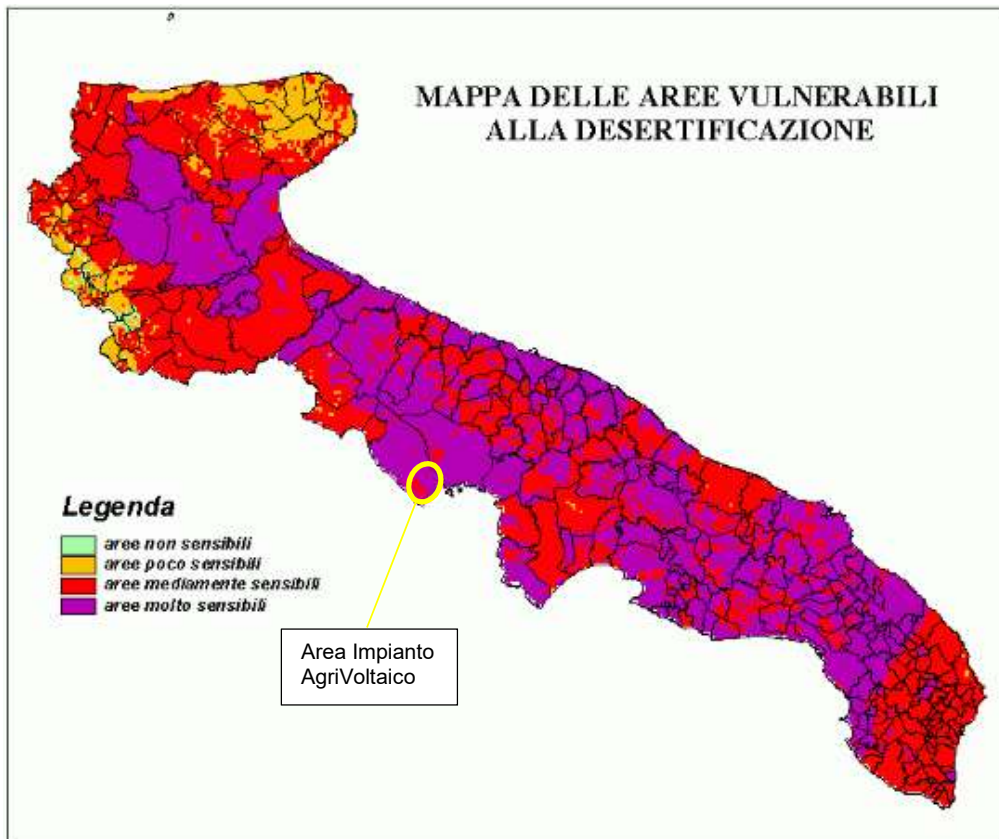 MAPPA DELLE AREE VULNERABILI
ALLA DESERTIFICAZIONE
Legenda
aree non sensibili
aree poco sensibili
aree mediamente sensibili
aree molto sensibili
Area Impianto
AgriVoltaico